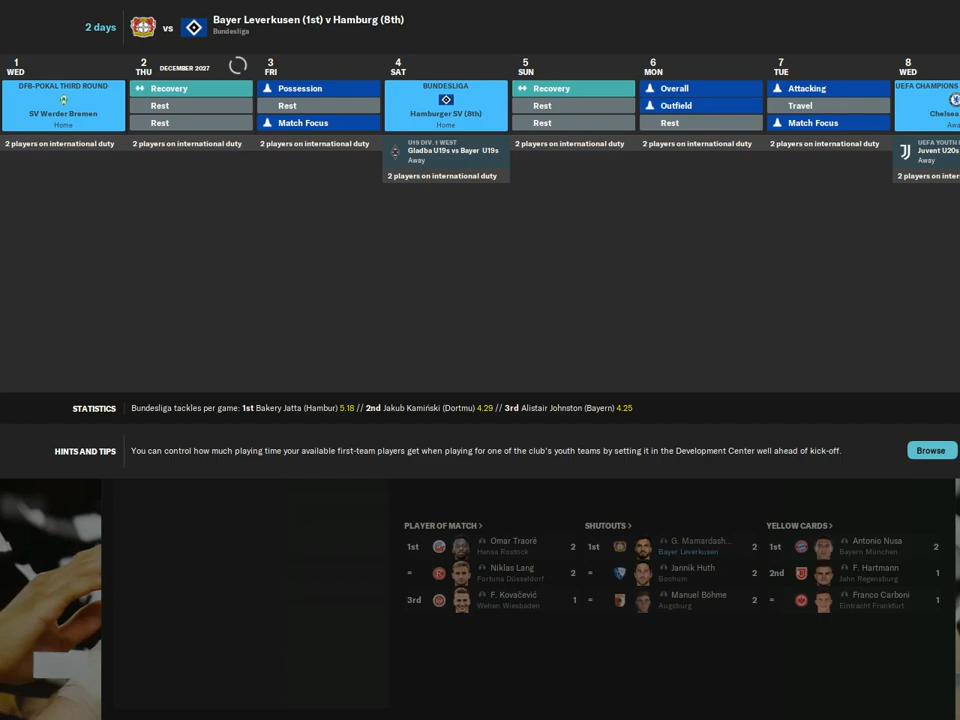 2 days
vs
Bayer Leverkusen (1st) v Hamburg (8th)
Bundesliga
1
WED
2
THU
DECEMBER 2027
3
FRI
4
SAT
5
SUN
6
MON
7
TUE
8
WED
DFB-POKAL THIRD ROUND
SV Werder Bremen
Home
Recovery
Rest
Rest
Possession
Rest
Match Focus
BUNDESLIGA
Hamburger SV (8th)
Home
Recovery
Rest
Rest
Overall
Outfield
Rest
Attacking
Travel
Match Focus
UEFA CHAMPIONS
Chelsea
Awa
2 players on international duty
2 players on international duty
2 players on international duty
U19 DIV. 1 WEST
Gladba U19s vs Bayer U19s
Away
2 players on international duty
2 players on international duty
2 players on international duty
2 players on international duty
UEFA YOUTH
Juvent U20s
Away
2 players on inter
STATISTICS
Bundesliga tackles per game: 1st Bakery Jatta (Hambur) 5.18 // 2nd Jakub Kamiński (Dortmu) 4.29 // 3rd Alistair Johnston (Bayern) 4.25
HINTS AND TIPS
You can control how much playing time your available first-team players get when playing for one of the club's youth teams by setting it in the Development Center well ahead of kick-off.
Browse
PLAYER OF MATCH >
1st Omar Traoré 2
Hansa Rostock
= Niklas Lang 2
Fortuna Düsseldorf
3rd F. Kovačević 1
Wehen Wiesbaden
SHUTOUTS >
1st G. Mamardash... 2
Bayer Leverkusen
= Jannik Huth 2
Bochum
= Manuel Böhme 2
Augsburg
YELLOW CARDS >
1st Antonio Nusa 2
Bayern München
2nd F. Hartmann 1
Jahn Regensburg
= Franco Carboni 1
Eintracht Frankfurt